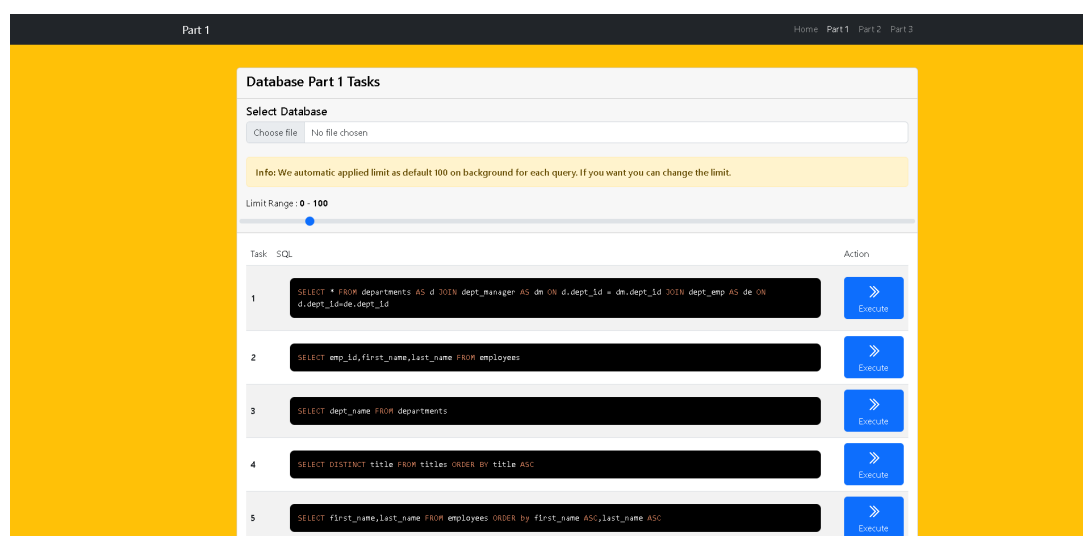 Part 1
Home Part 1 Part 2 Part 3
Database Part 1 Tasks
Select Database
Choose file No file chosen
Info: We automatic applied limit as default 100 on background for each query. If you want you can change the limit.
Limit Range : 0 - 100
Task SQL Action
1
SELECT * FROM departments AS d JOIN dept_manager AS dm ON d.dept_id = dm.dept_id JOIN dept_emp AS de ON
d.dept_id=de.dept_id
Execute
2
SELECT emp_id,first_name,last_name FROM employees
Execute
3
SELECT dept_name FROM departments
Execute
4
SELECT DISTINCT title FROM titles ORDER BY title ASC
Execute
5
SELECT first_name,last_name FROM employees ORDER by first_name ASC,last_name ASC
Execute